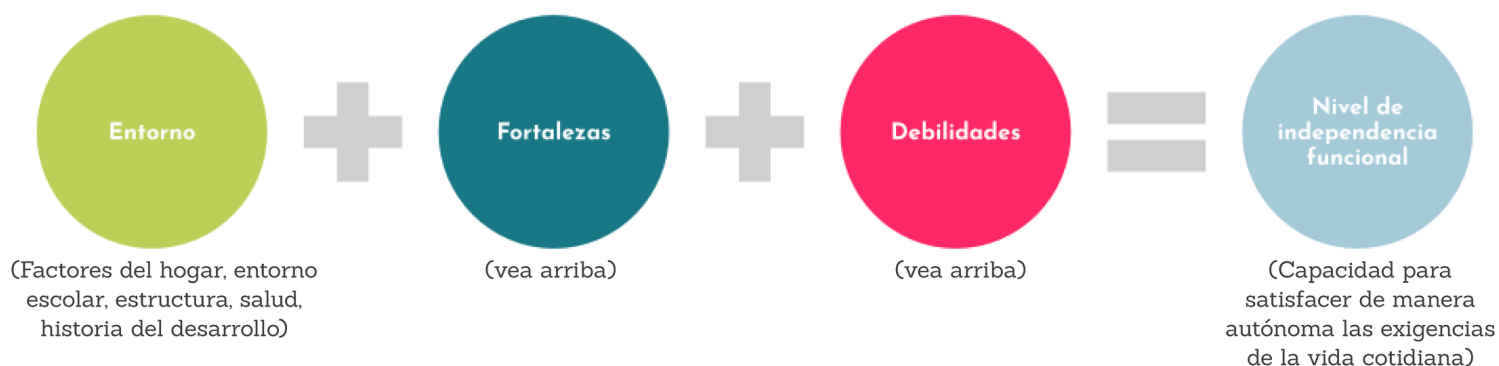 Entorno
Fortalezas
Debilidades
Nivel de
independencia
funcional
(Factores del hogar, entorno
escolar, estructura, salud,
historia del desarrollo)
(vea arriba)
(vea arriba)
(Capacidad para
satisfacer de manera
autónoma las exigencias
de la vida cotidiana)